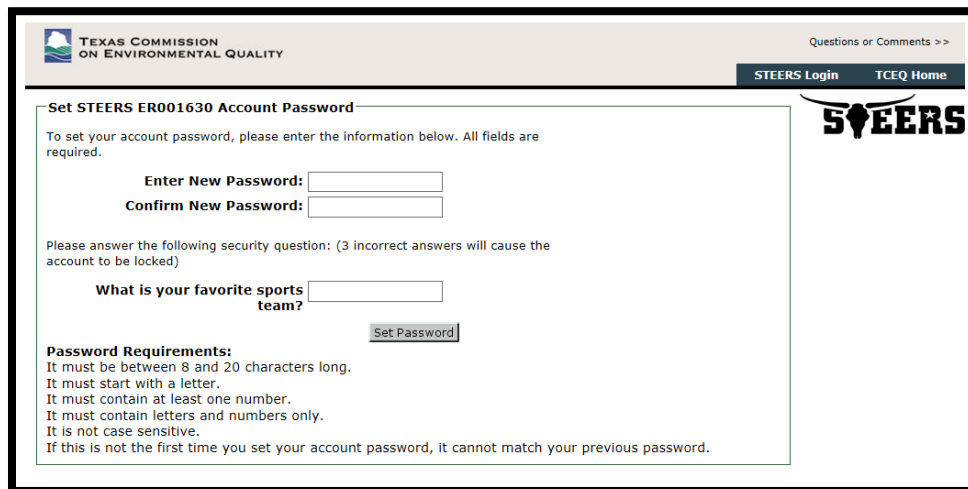 TEXAS COMMISSION
ON ENVIRONMENTAL QUALITY
Questions or Comments >>
STEERS Login TCEQ Home
STEERS
Set STEERS ER001630 Account Password
To set your account password, please enter the information below. All fields are
required.
Enter New Password:
Confirm New Password:
Please answer the following security question: (3 incorrect answers will cause the
account to be locked)
What is your favorite sports
team?
Set Password
Password Requirements:
It must be between 8 and 20 characters long.
It must start with a letter.
It must contain at least one number.
It must contain letters and numbers only.
It is not case sensitive.
If this is not the first time you set your account password, it cannot match your previous password.